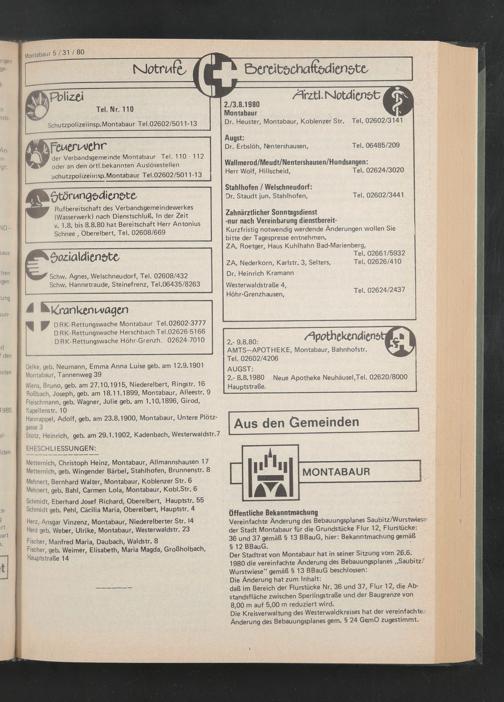 Montabaur 5 / 31 / 80
Notrufe Bereitschaftsdienste
Polizei
Tel. Nr. 110
Schutzpolizeiinsp. Montabaur Tel.02602/5011-13
Feuerwehr
der Verbandsgemeinde Montabaur Tel. 110 - 112
oder an den örtl.bekannten Auslösestellen
Schutzpolizeiinsp. Montabaur Tel.02602/5011-13
Störungsdienste
Rufbereitschaft des Verbandsgemeindewerkes
(Wasserwerk) nach Dienstschluß. In der Zeit
v. 1.8. bis 8.8.80 hat Bereitschaft Herr Antonius
Schnee , Oberelbert, Tel. 02608/669
Sozialdienste
Schw. Agnes, Welschneudorf, Tel. 02608/432
Schw. Hannetraude, Steinefrenz, Tel.06435/8263
Krankenwagen
DRK-Rettungswache Montabaur Tel.02602-3777
DRK-Rettungswache Herschbach Tel.02626-5166
DRK-Rettungswache Höhr-Grenzh. 02624-7010
Oelke, geb. Neumann, Emma Anna Luise geb. am 12.9.1901
Montabaur, Tannenweg 39
Wiens, Bruno, geb. am 27.10.1915, Niederelbert, Ringstr. 16
Roßbach, Joseph, geb. am 18.11.1899, Montabaur, Alleestr. 9
Fleischmann, geb. Wagner, Julie geb. am 1.10.1896, Girod,
Kapellenstr. 10
Hannappel, Adolf, geb. am 23.8.1900, Montabaur, Untere Plötz-
gasse 3
Stotz, Heinrich, geb. am 29.1.1902, Kadenbach, Westerwaldstr.7
EHESCHLIESSUNGEN:
Metternich, Christoph Heinz, Montabaur, Allmannshausen 17
Metternich, geb. Wingender Bärbel, Stahlhofen, Brunnenstr. 8
Mehnert, Bernhard Walter, Montabaur, Koblenzer Str. 6
Mehnert, geb. Bahl, Carmen Lola, Montabaur, Kobl.Str. 6
Schmidt, Eberhard Josef Richard, Oberelbert, Hauptstr. 55
Schmidt geb. Pehl, Cäcilia Maria, Oberelbert, Hauptstr. 4
Herz, Ansgar Vinzenz, Montabaur, Niederelberter Str. 14
Herz geb. Weber, Ulrike, Montabaur, Westerwaldstr. 23
Fischer, Manfred Maria, Daubach, Waldstr. 8
Fischer, geb. Weimer, Elisabeth, Maria Magda, Großholbach,
Hauptstraße 14
Ärztl. Notdienst
2./3.8.1980
Montabaur
Dr. Heuster, Montabaur, Koblenzer Str. Tel. 02602/3141
Augst:
Dr. Erbslöh, Nentershausen, Tel. 06485/209
Wallmerod/Meudt/Nentershausen/Hundsangen:
Herr Wolf, Hillscheid, Tel. 02624/3020
Stahlhofen / Welschneudorf:
Dr. Staudt jun. Stahlhofen, Tel. 02602/3441
Zahnärztlicher Sonntagsdienst
-nur nach Vereinbarung dienstbereit-
Kurzfristig notwendig werdende Änderungen wollen Sie
bitte der Tagespresse entnehmen.
ZA, Roetger, Haus Kuhlhahn Bad-Marienberg,
Tel. 02661/5932
ZA, Nederkorn, Karlstr. 3, Selters, Tel. 02626/410
Dr. Heinrich Kramann
Westerwaldstraße 4,
Höhr-Grenzhausen, Tel. 02624/2437
Apothekendienst
2.- 9.8.80:
AMTS-APOTHEKE, Montabaur, Bahnhofstr.
Tel. 02602/4206
AUGST:
2.- 8.8.1980 Neue Apotheke Neuhäusel,Tel. 02620/8000
Hauptstraße.
Aus den Gemeinden
MONTABAUR
Öffentliche Bekanntmachung
Vereinfachte Änderung des Bebauungsplanes Saubitz/Wurstwiese
der Stadt Montabaur für die Grundstücke Flur 12, Flurstücke:
36 und 37 gemäß § 13 BBauG, hier: Bekanntmachung gemäß
§ 12 BBauG.
Der Stadtrat von Montabaur hat in seiner Sitzung vom 26.6.
1980 die vereinfachte Änderung des Bebauungsplanes „Saubitz/
Wurstwiese" gemäß § 13 BBauG beschlossen:
Die Änderung hat zum Inhalt:
daß im Bereich der Flurstücke Nr. 36 und 37, Flur 12, die Ab-
standsfläche zwischen Sperlingstraße und der Baugrenze von
8,00 m auf 5,00 m reduziert wird.
Die Kreisverwaltung des Westerwaldkreises hat der vereinfachten
Änderung des Bebauungsplanes gem. § 24 GemO zugestimmt.